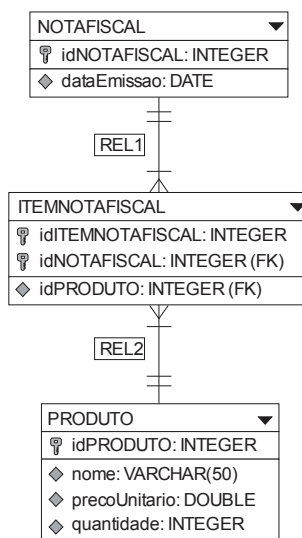 NOTAFISCAL
idNOTAFISCAL: INTEGER
dataEmissao: DATE
REL1
ITEMNOTAFISCAL
idITEMNOTAFISCAL: INTEGER
idNOTAFISCAL: INTEGER (FK)
idPRODUTO: INTEGER (FK)
REL2
PRODUTO
idPRODUTO: INTEGER
nome: VARCHAR(50)
precoUnitario: DOUBLE
quantidade: INTEGER